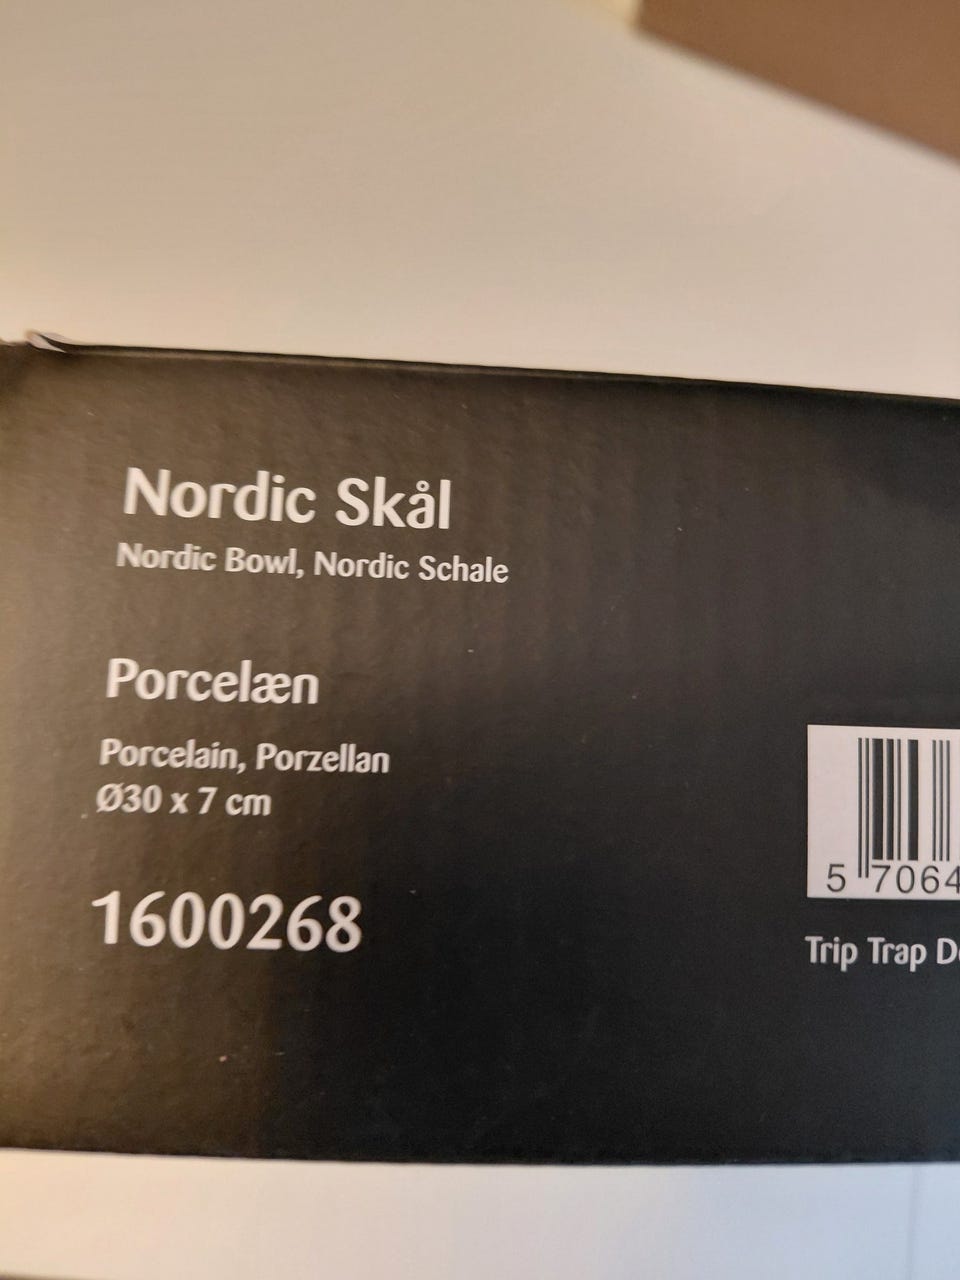 Nordic Skål
Nordic Bowl, Nordic Schale
Porcelæn
Porcelain, Porzellan
Ø30 x 7 cm
1600268
5 7064
Trip Trap